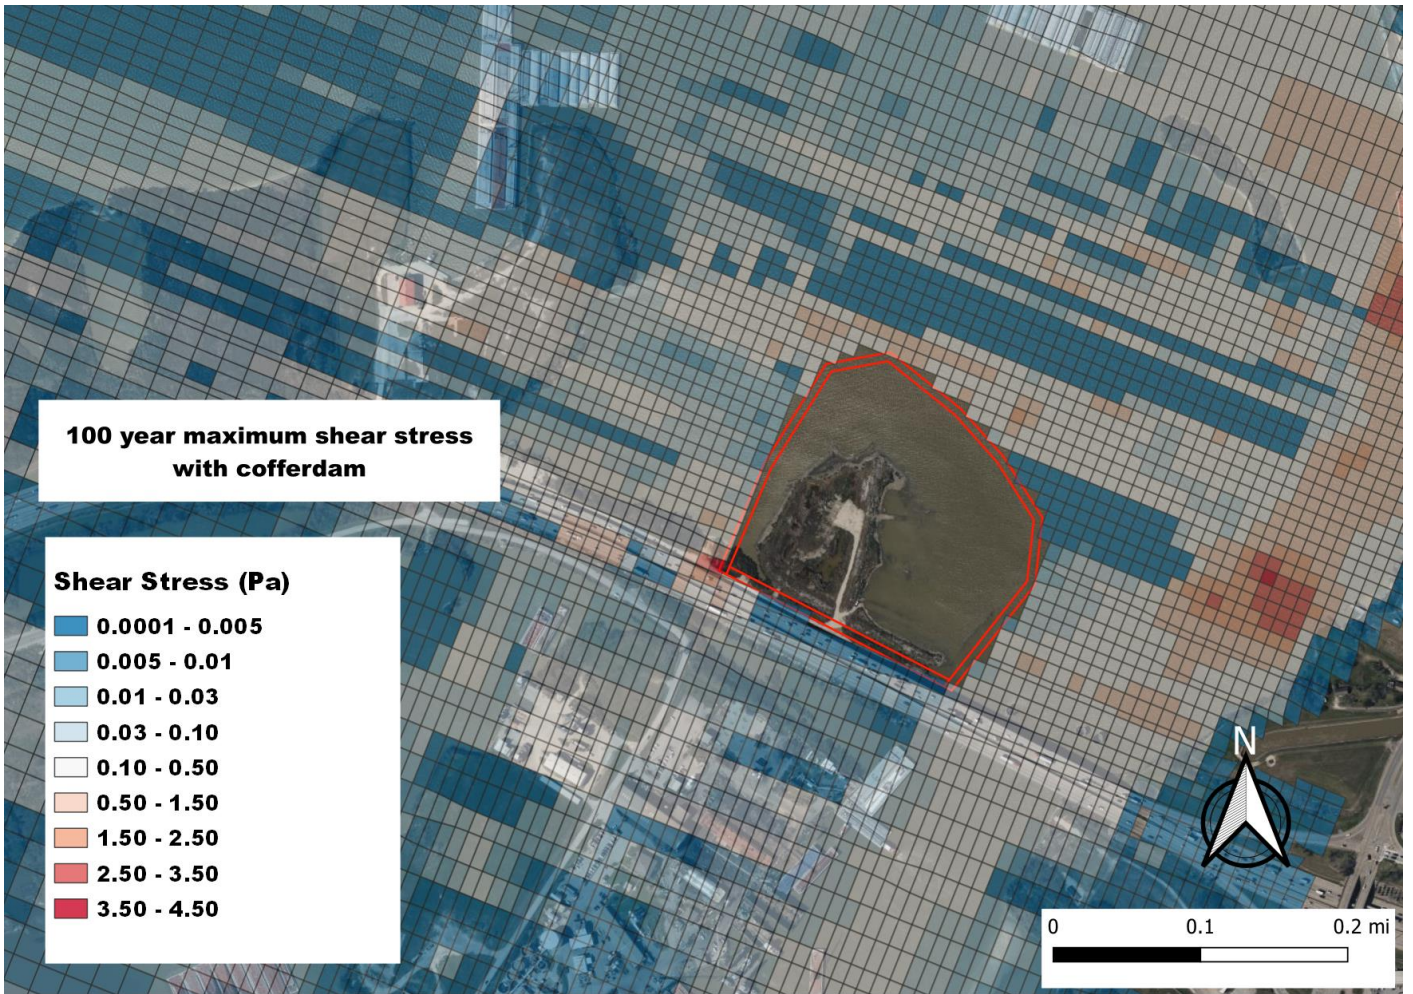 100 year maximum shear stress
with cofferdam
Shear Stress (Pa)
0.0001 - 0.005
0.005 - 0.01
0.01 - 0.03
0.03 - 0.10
0.10 - 0.50
0.50 - 1.50
1.50 - 2.50
2.50 - 3.50
3.50 - 4.50
N
0 0.1 0.2 mi